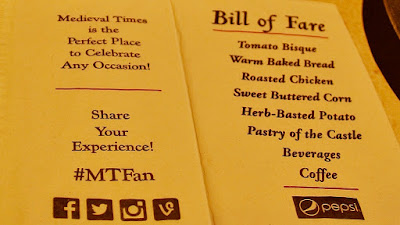 Medieval Times
is the
Perfect Place
to Celebrate
Any Occasion!
Share
Your
Experience!
#MTFan
Bill of Fare
Tomato Bisque
Warm Baked Bread
Roasted Chicken
Sweet Buttered Corn
Herb-Basted Potato
Pastry of the Castle
Beverages
Coffee
pepsi